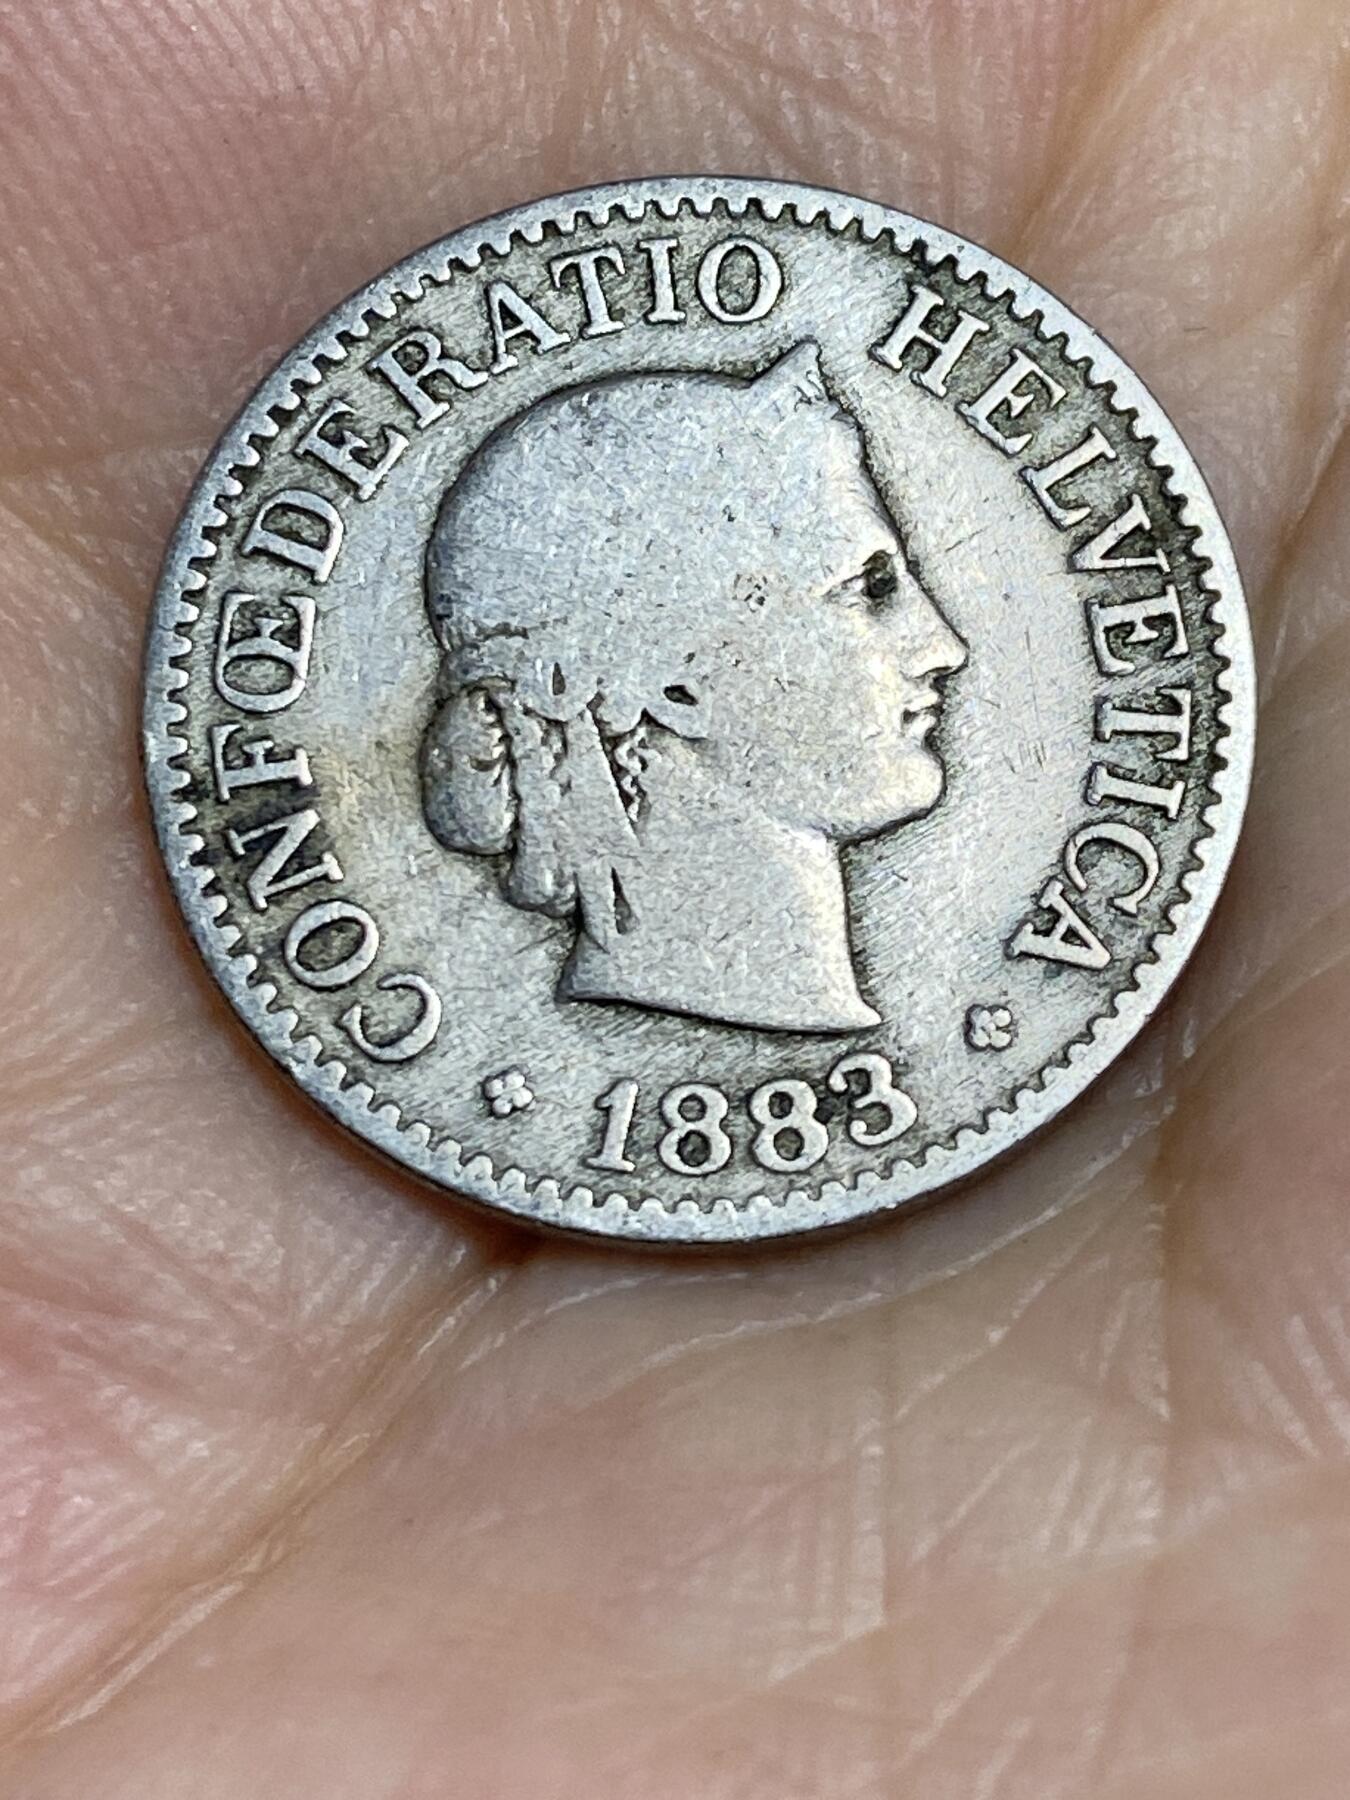 CONFŒDERATIO HELVETICA
1883